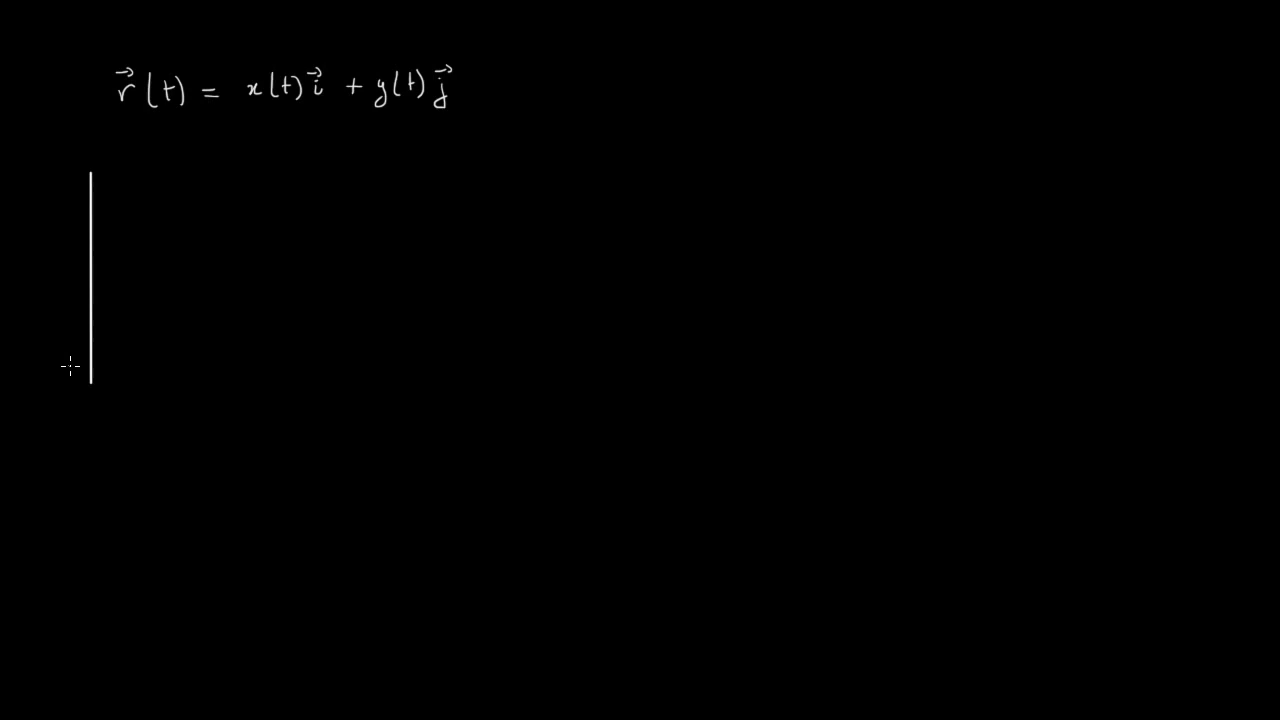 r⃗(t) = x(t)i⃗ + y(t)j⃗